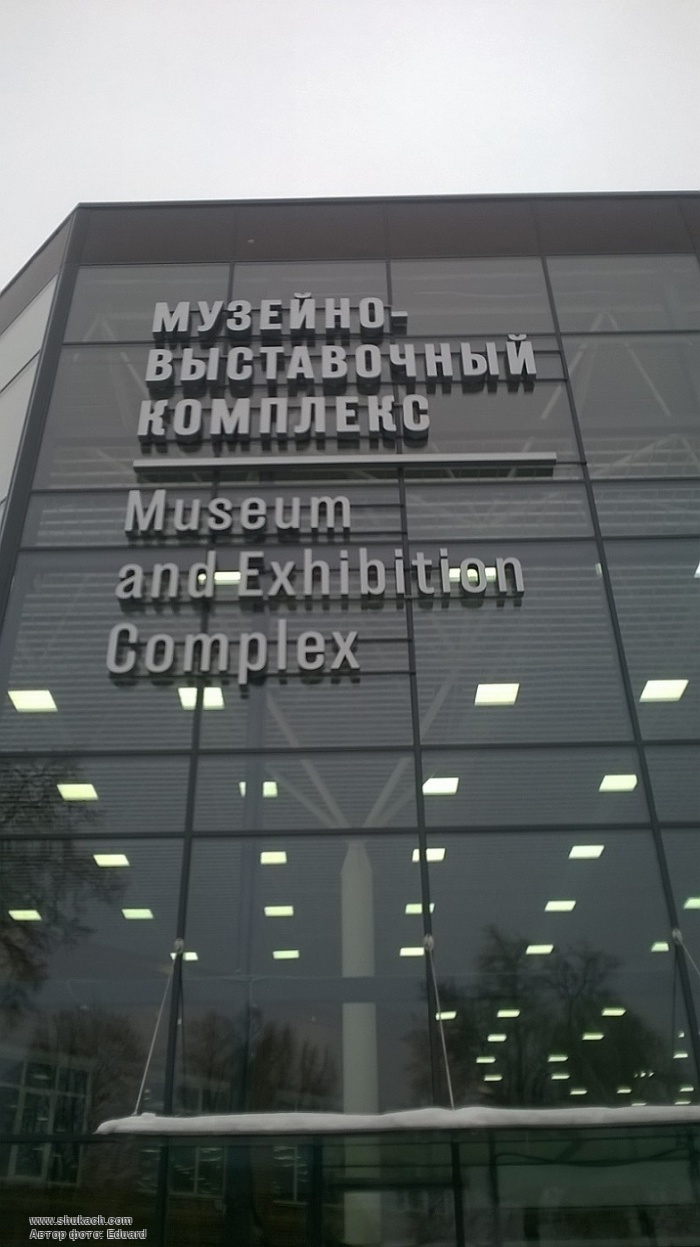 МУЗЕЙНО-
ВЫСТАВОЧНЫЙ
КОМПЛЕКС
Museum
and Exhibition
Complex
www.shukach.com
Автор фото: Eduard